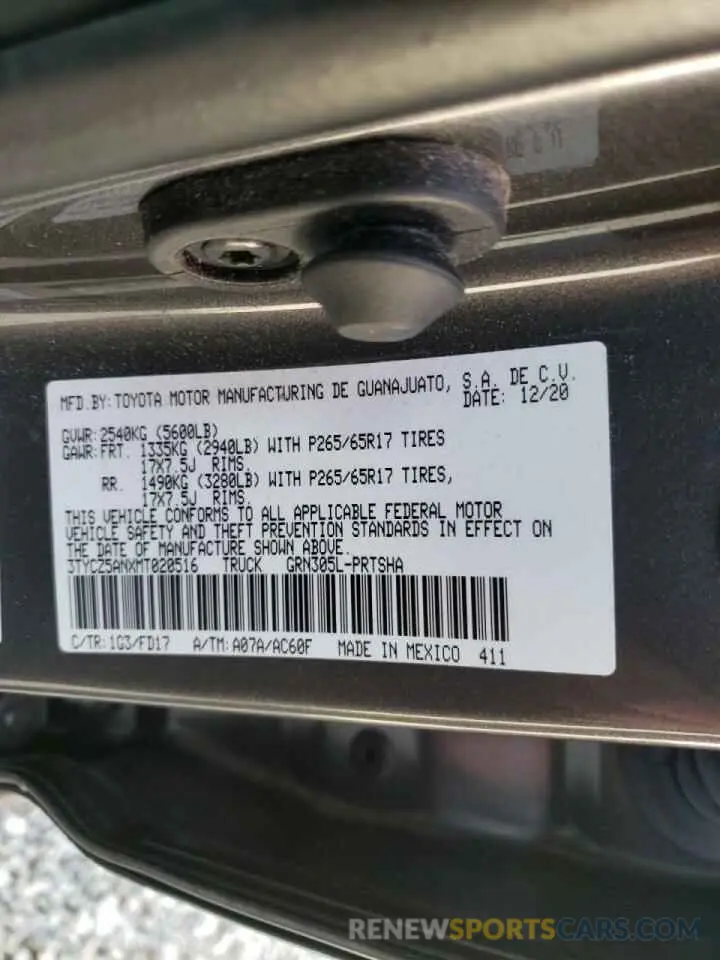 MFD.BY:TOYOTA MOTOR MANUFACTURING DE GUANAJUATO, S.A. DE C.V.
DATE: 12/20
GVWR:2540KG (5600LB)
GAWR:FRT. 1335KG (2940LB) WITH P265/65R17 TIRES
17X7.5J RIMS.
RR. 1490KG (3280LB) WITH P265/65R17 TIRES,
17X7.5J RIMS.
THIS VEHICLE CONFORMS TO ALL APPLICABLE FEDERAL MOTOR
VEHICLE SAFETY AND THEFT PREVENTION STANDARDS IN EFFECT ON
THE DATE OF MANUFACTURE SHOWN ABOVE.
3TYCZ5ANXMT020516 TRUCK GRN305L-PRTSHA
C/TR:1G3/FD17 A/TM:A07A/AC60F MADE IN MEXICO 411
RENEWSPORTSCARS.COM